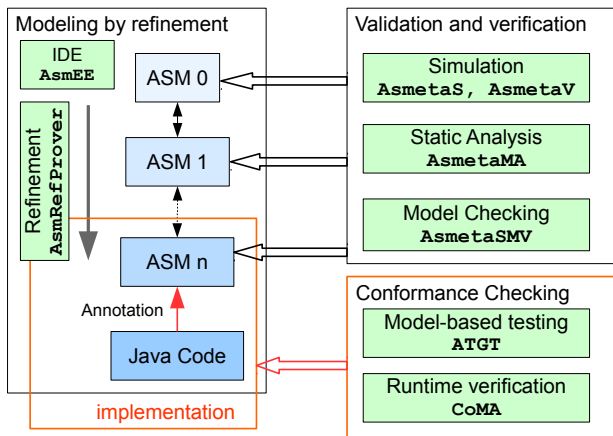 Modeling by refinement
IDE
AsmEE
Refinement
AsmRefProver
ASM 0
ASM 1
ASM n
Annotation
Java Code
implementation
Validation and verification
Simulation
AsmetaS, AsmetaV
Static Analysis
AsmetaMA
Model Checking
AsmetaSMV
Conformance Checking
Model-based testing
ATGT
Runtime verification
CoMA